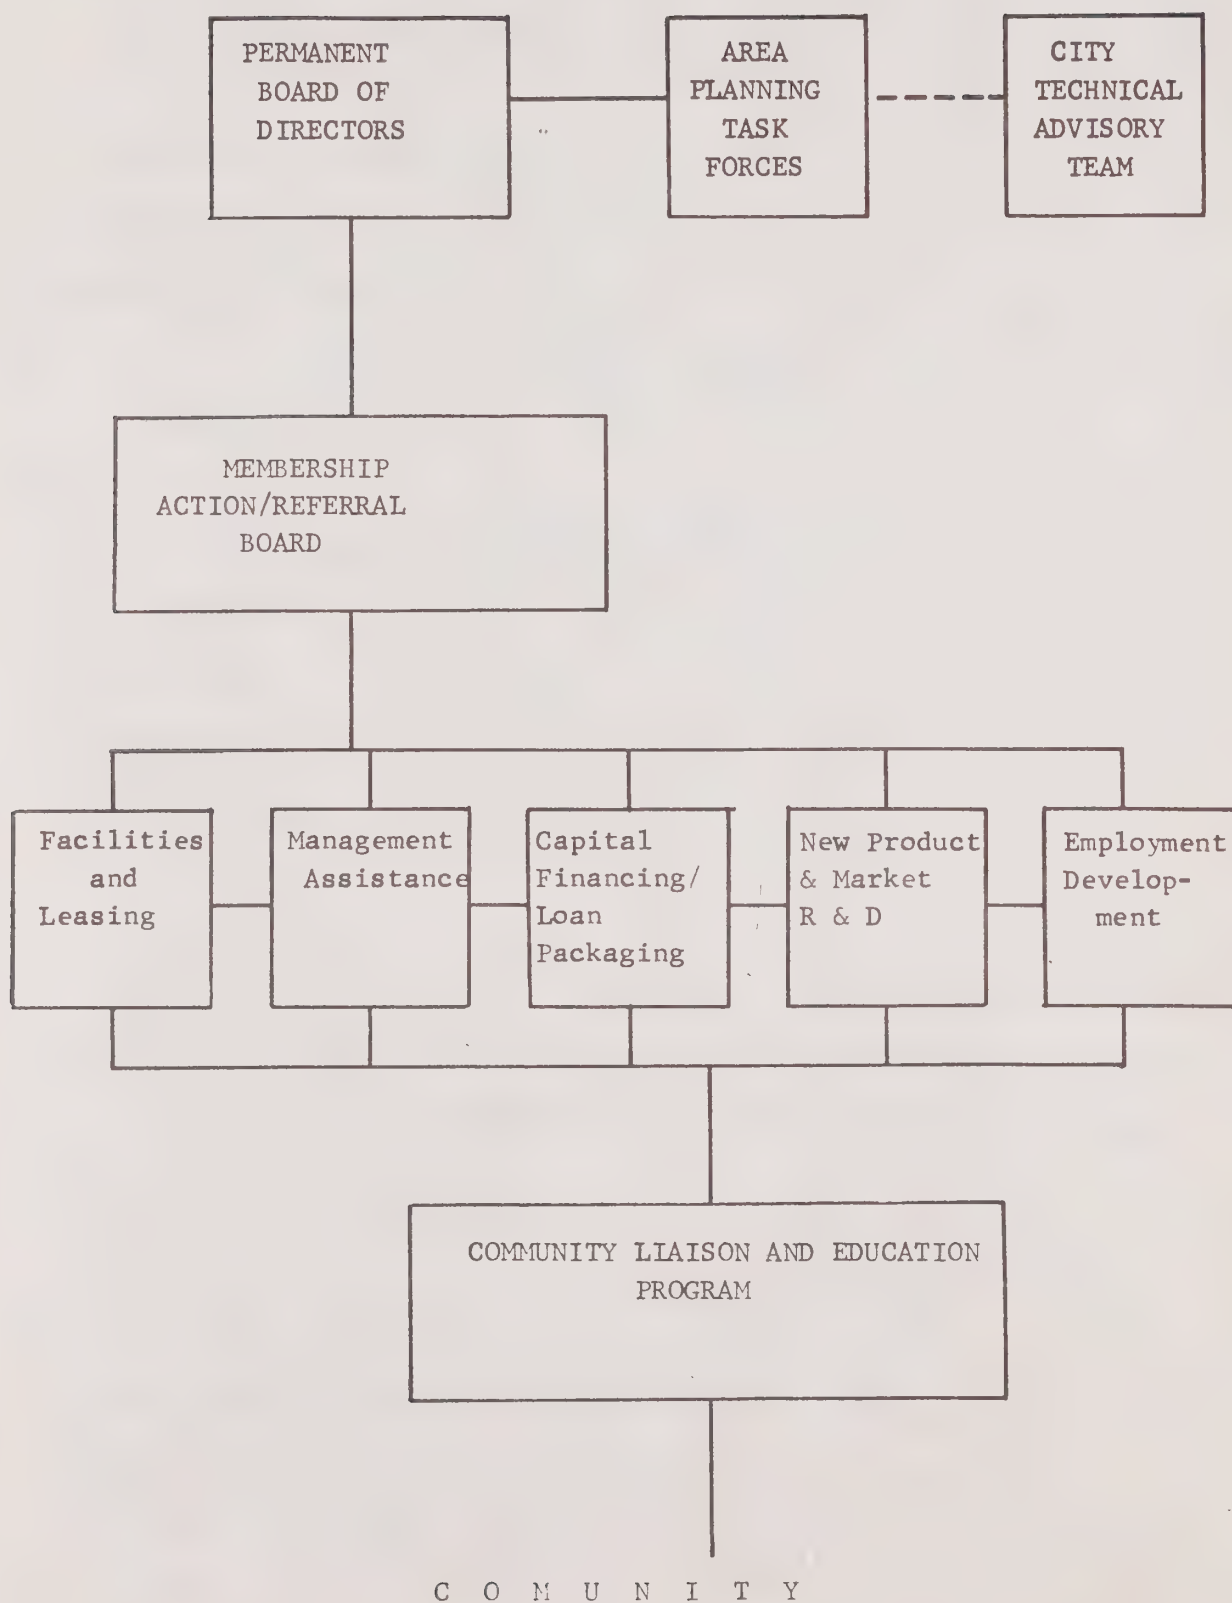 PERMANENT
BOARD OF
DIRECTORS
AREA
PLANNING
TASK
FORCES
CITY
TECHNICAL
ADVISORY
TEAM
MEMBERSHIP
ACTION/REFERRAL
BOARD
Facilities
and
Leasing
Management
Assistance
Capital
Financing/
Loan
Packaging
New Product
& Market
R & D
Employment
Develop-
ment
COMMUNITY LIAISON AND EDUCATION
PROGRAM
C O M U N I T Y